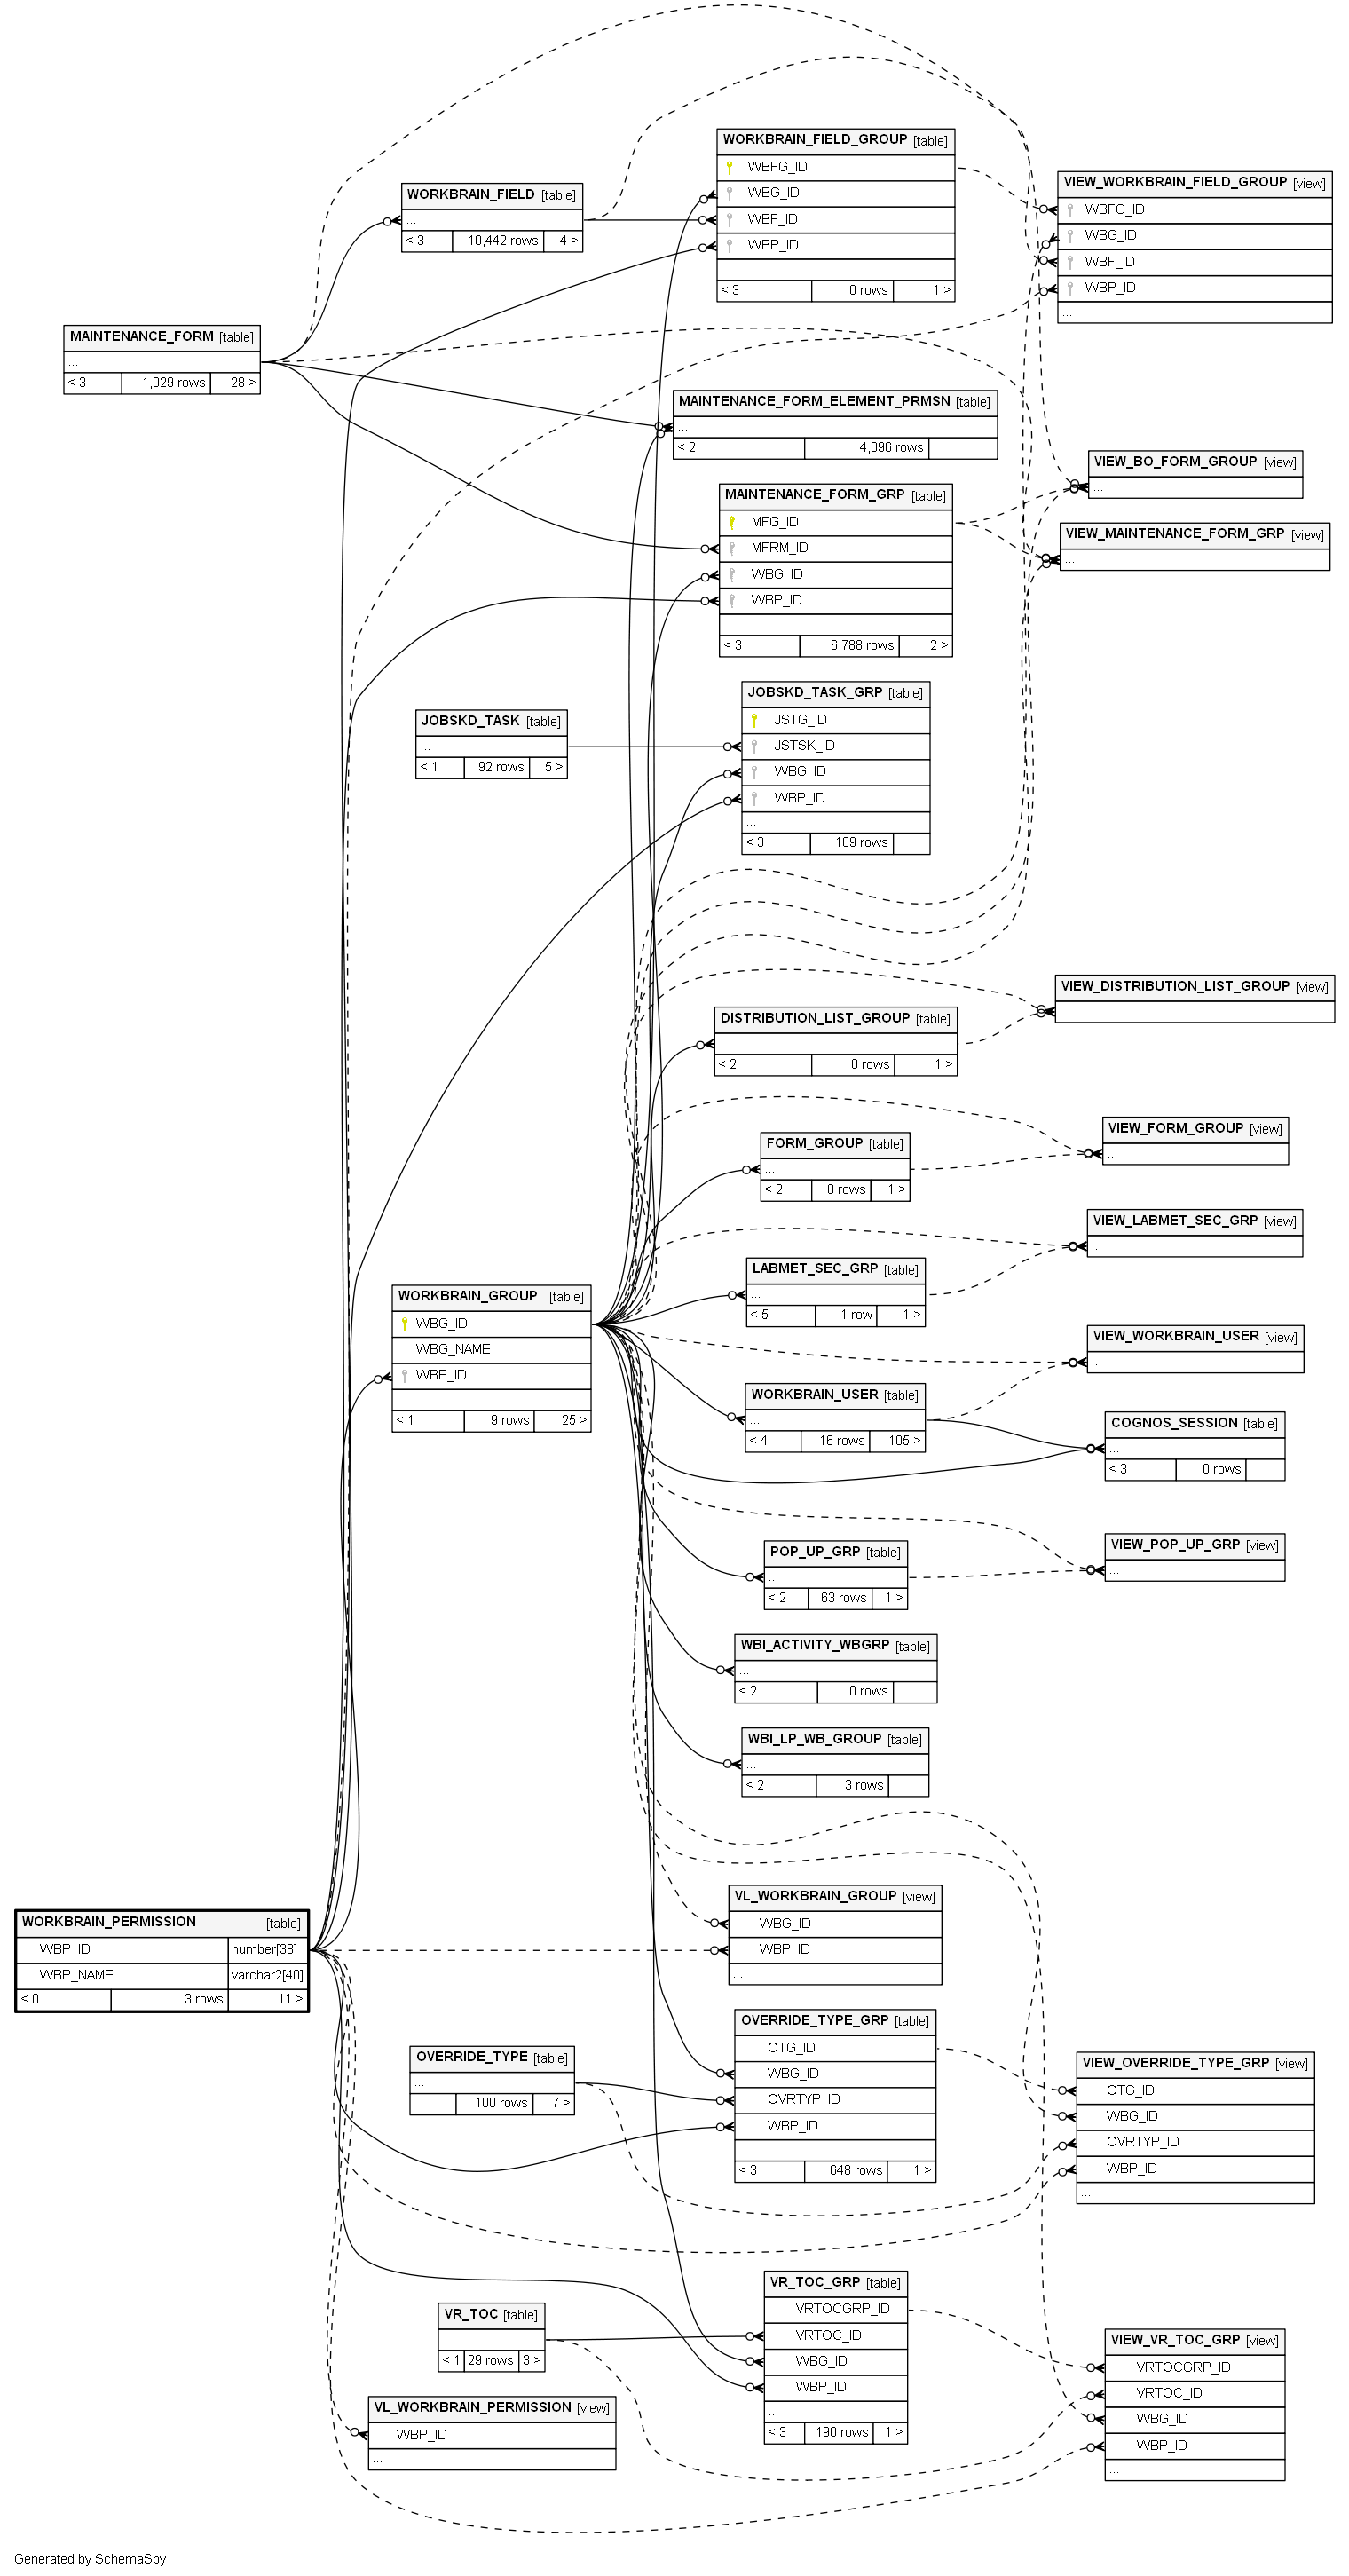 WORKBRAIN_FIELD_GROUP [table]
WBFG_ID
WBG_ID
WBF_ID
WBP_ID
...
< 3 0 rows 1 >
VIEW_WORKBRAIN_FIELD_GROUP [view]
WBFG_ID
WBG_ID
WBF_ID
WBP_ID
...
WORKBRAIN_FIELD [table]
...
< 3 10,442 rows 4 >
MAINTENANCE_FORM [table]
...
< 3 1,029 rows 28 >
MAINTENANCE_FORM_ELEMENT_PRMSN [table]
...
< 2 4,096 rows
VIEW_BO_FORM_GROUP [view]
...
MAINTENANCE_FORM_GRP [table]
MFG_ID
MFRM_ID
WBG_ID
WBP_ID
...
< 3 6,788 rows 2 >
VIEW_MAINTENANCE_FORM_GRP [view]
...
JOBSKD_TASK_GRP [table]
JSTG_ID
JSTSK_ID
WBG_ID
WBP_ID
...
< 3 189 rows
JOBSKD_TASK [table]
...
< 1 92 rows 5 >
VIEW_DISTRIBUTION_LIST_GROUP [view]
...
DISTRIBUTION_LIST_GROUP [table]
...
< 2 0 rows 1 >
VIEW_FORM_GROUP [view]
...
FORM_GROUP [table]
...
< 2 0 rows 1 >
VIEW_LABMET_SEC_GRP [view]
...
LABMET_SEC_GRP [table]
...
< 5 1 row 1 >
WORKBRAIN_GROUP [table]
WBG_ID
WBG_NAME
WBP_ID
...
< 1 9 rows 25 >
VIEW_WORKBRAIN_USER [view]
...
WORKBRAIN_USER [table]
...
< 4 16 rows 105 >
COGNOS_SESSION [table]
...
< 3 0 rows
VIEW_POP_UP_GRP [view]
...
POP_UP_GRP [table]
...
< 2 63 rows 1 >
WBI_ACTIVITY_WBGRP [table]
...
< 2 0 rows
WBI_LP_WB_GROUP [table]
...
< 2 3 rows
VL_WORKBRAIN_GROUP [view]
WBG_ID
WBP_ID
...
WORKBRAIN_PERMISSION [table]
WBP_ID number[38]
WBP_NAME varchar2[40]
< 0 3 rows 11 >
OVERRIDE_TYPE_GRP [table]
OTG_ID
WBG_ID
OVRTYP_ID
WBP_ID
...
< 3 648 rows 1 >
OVERRIDE_TYPE [table]
...
100 rows 7 >
VIEW_OVERRIDE_TYPE_GRP [view]
OTG_ID
WBG_ID
OVRTYP_ID
WBP_ID
...
VR_TOC_GRP [table]
VRTOCGRP_ID
VRTOC_ID
WBG_ID
WBP_ID
...
< 3 190 rows 1 >
VR_TOC [table]
...
< 1 29 rows 3 >
VIEW_VR_TOC_GRP [view]
VRTOCGRP_ID
VRTOC_ID
WBG_ID
WBP_ID
...
VL_WORKBRAIN_PERMISSION [view]
WBP_ID
...
Generated by SchemaSpy